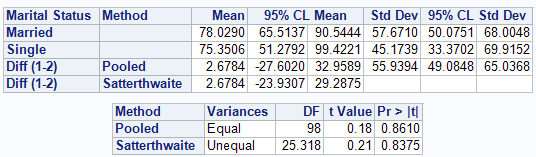 Marital Status Method Mean 95% CL Mean Std Dev 95% CL Std Dev
Married 78.0290 65.5137 90.5444 57.6710 50.0751 68.0048
Single 75.3506 51.2792 99.4221 45.1739 33.3702 69.9152
Diff (1-2) Pooled 2.6784 -27.6020 32.9589 55.9394 49.0848 65.0368
Diff (1-2) Satterthwaite 2.6784 -23.9307 29.2875
Method Variances DF t Value Pr > |t|
Pooled Equal 98 0.18 0.8610
Satterthwaite Unequal 25.318 0.21 0.8375